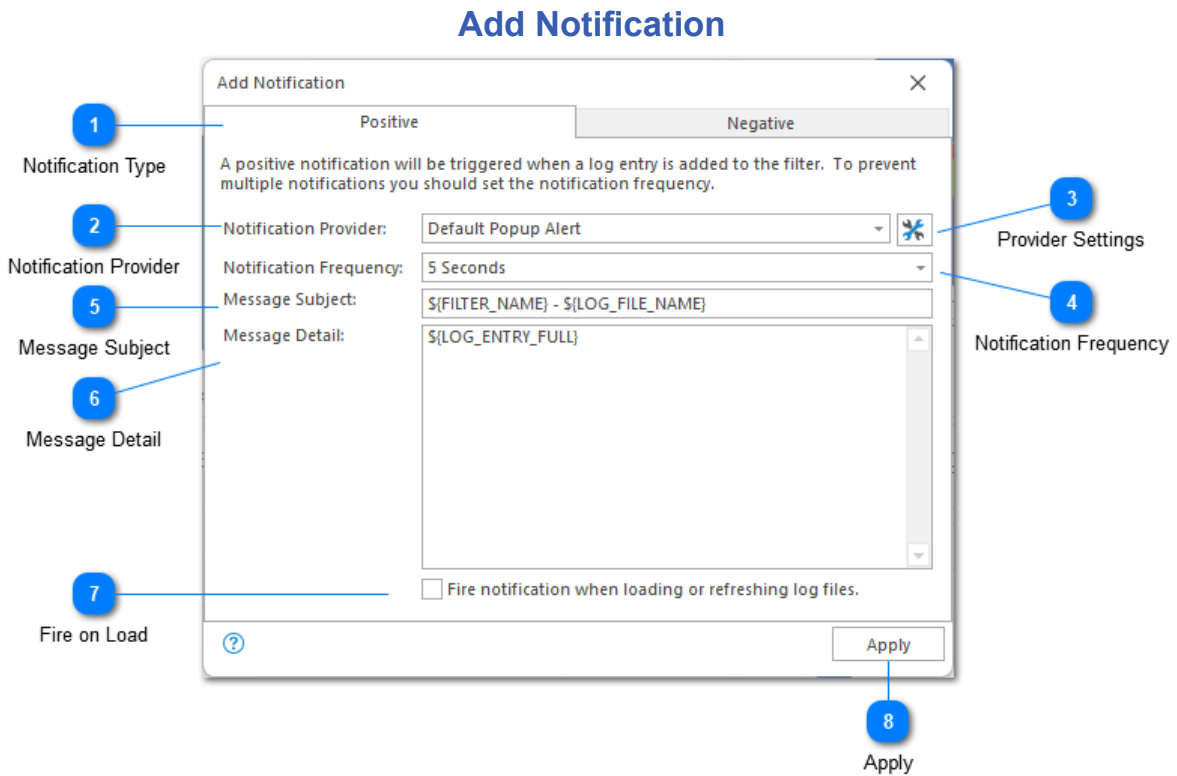 Add Notification
Add Notification
Positive
Negative
1
Notification Type
A positive notification will be triggered when a log entry is added to the filter. To prevent
multiple notifications you should set the notification frequency.
2
Notification Provider
Notification Provider:
Default Popup Alert
3
Provider Settings
Notification Frequency:
5 Seconds
4
Notification Frequency
5
Message Subject
Message Subject:
${FILTER_NAME} - ${LOG_FILE_NAME}
6
Message Detail
Message Detail:
${LOG_ENTRY_FULL}
7
Fire on Load
Fire notification when loading or refreshing log files.
?
Apply
8
Apply